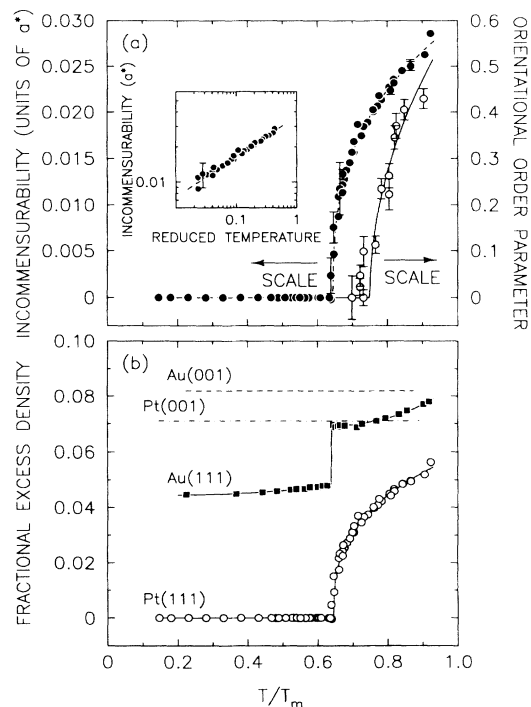 (a)
INCOMMENSURABILITY (UNITS OF a*)
0.030
0.025
0.020
0.015
0.010
0.005
0
ORIENTATIONAL ORDER PARAMETER
0.6
0.5
0.4
0.3
0.2
0.1
0
INCOMMENSURABILITY (a*)
0.01
0.1
1
REDUCED TEMPERATURE
SCALE
SCALE
(b)
FRACTIONAL EXCESS DENSITY
0.10
0.08
0.06
0.04
0.02
0
Au(001)
Pt(001)
Au(111)
Pt(111)
0.2
0.4
0.6
0.8
1.0
T/Tm